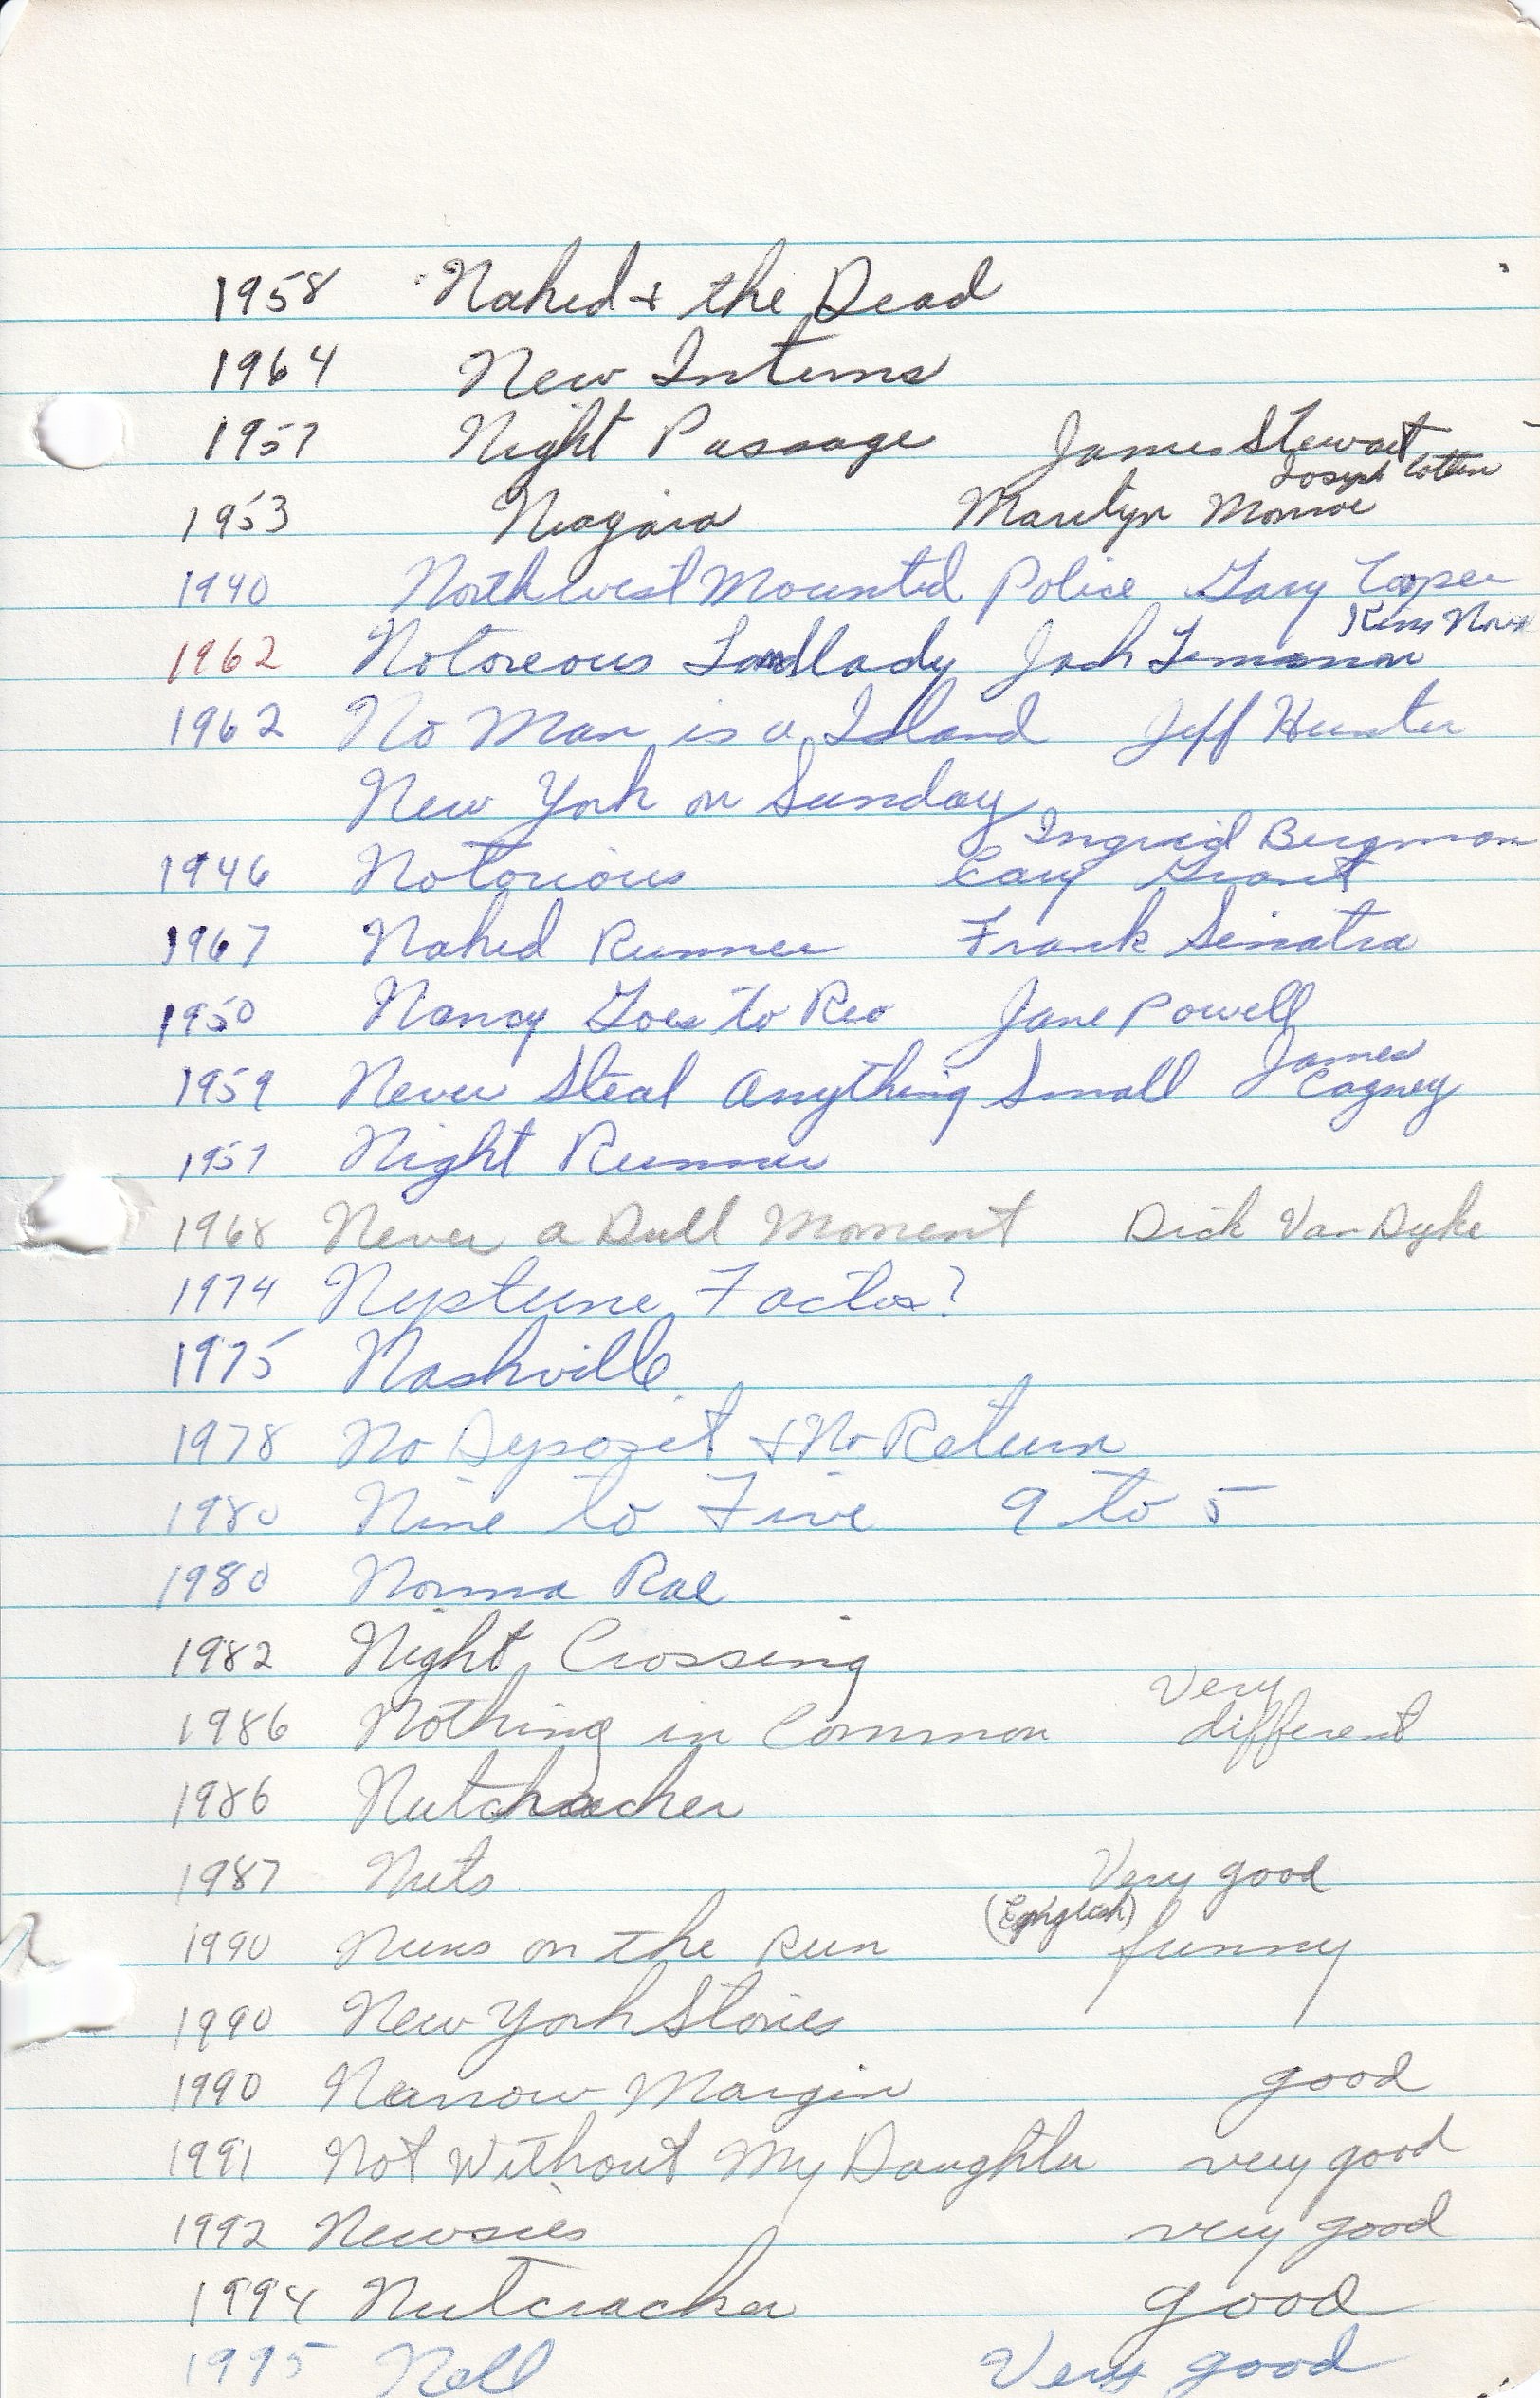 1958 Naked & the Dead
1964 New Interns
1957 Night Passage James Stewart
Joseph Cotten
1953 Niagara Marilyn Monroe
1940 Northwest Mounted Police Gary Cooper
Kim Novx
1962 Notoreous Landlady Jack Lemmon
1962 No Man is a Island Jeff Hunter
New York on Sunday
Ingrid Bergman
1946 Notorious Cary Grant
1967 Naked Runner Frank Sinatra
1950 Nancy Goes to Rio Jane Powell
James
1959 Never Steal Anything Small Cagney
1957 Night Runner
1968 Never a Dull Moment Dick Van Dyke
1974 Neptune Factor?
1975 Nashville
1978 No Deposit & No Return
1980 Nine to Five 9 to 5
1980 Norma Rae
1982 Night Crossing
Very
1986 Nothing in Common different
1986 Nutcracker
1987 Nuts Very good
(English)
1990 Nuns on the Run funny
1990 New York Stories
1990 Narrow Margin good
1991 Not Without My Daughter very good
1992 Newsies very good
1994 Nutcracker good
1995 Nell Very good